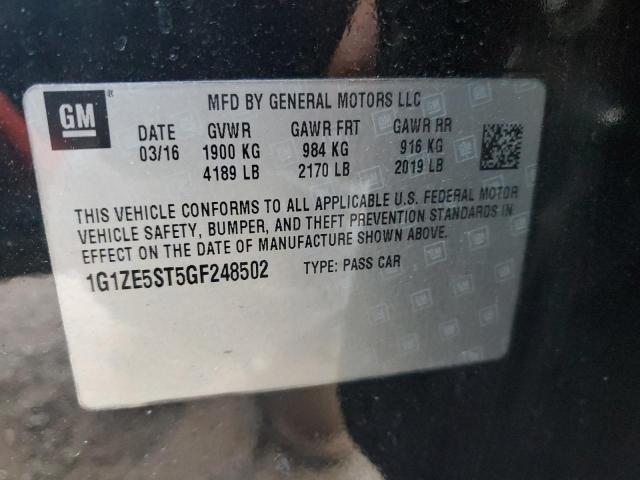 GM®
MFD BY GENERAL MOTORS LLC
DATE GVWR GAWR FRT GAWR RR
03/16 1900 KG 984 KG 916 KG
4189 LB 2170 LB 2019 LB
THIS VEHICLE CONFORMS TO ALL APPLICABLE U.S. FEDERAL MOTOR
VEHICLE SAFETY, BUMPER, AND THEFT PREVENTION STANDARDS IN
EFFECT ON THE DATE OF MANUFACTURE SHOWN ABOVE.
1G1ZE5ST5GF248502 TYPE: PASS CAR